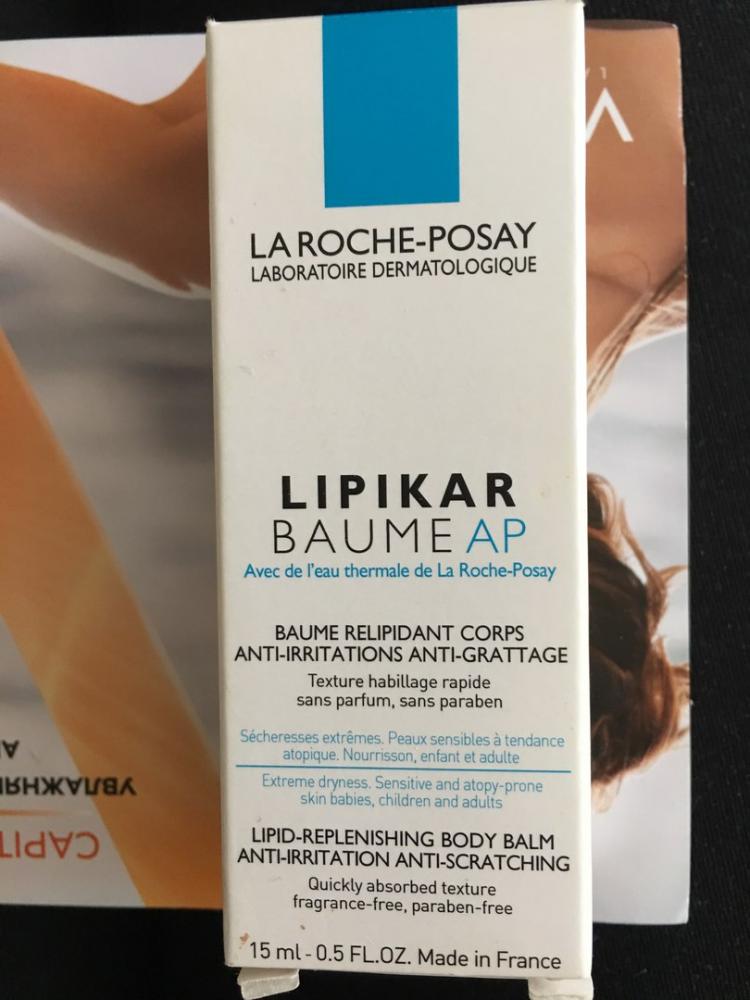 LA ROCHE-POSAY
LABORATOIRE DERMATOLOGIQUE
LIPIKAR
BAUME AP
Avec de l'eau thermale de La Roche-Posay
BAUME RELIPIDANT CORPS
ANTI-IRRITATIONS ANTI-GRATTAGE
Texture habillage rapide
sans parfum, sans paraben
Sécheresses extrêmes. Peaux sensibles à tendance
atopique. Nourrisson, enfant et adulte
Extreme dryness. Sensitive and atopy-prone
skin babies, children and adults
LIPID-REPLENISHING BODY BALM
ANTI-IRRITATION ANTI-SCRATCHING
Quickly absorbed texture
fragrance-free, paraben-free
15 ml - 0.5 FL.OZ. Made in France